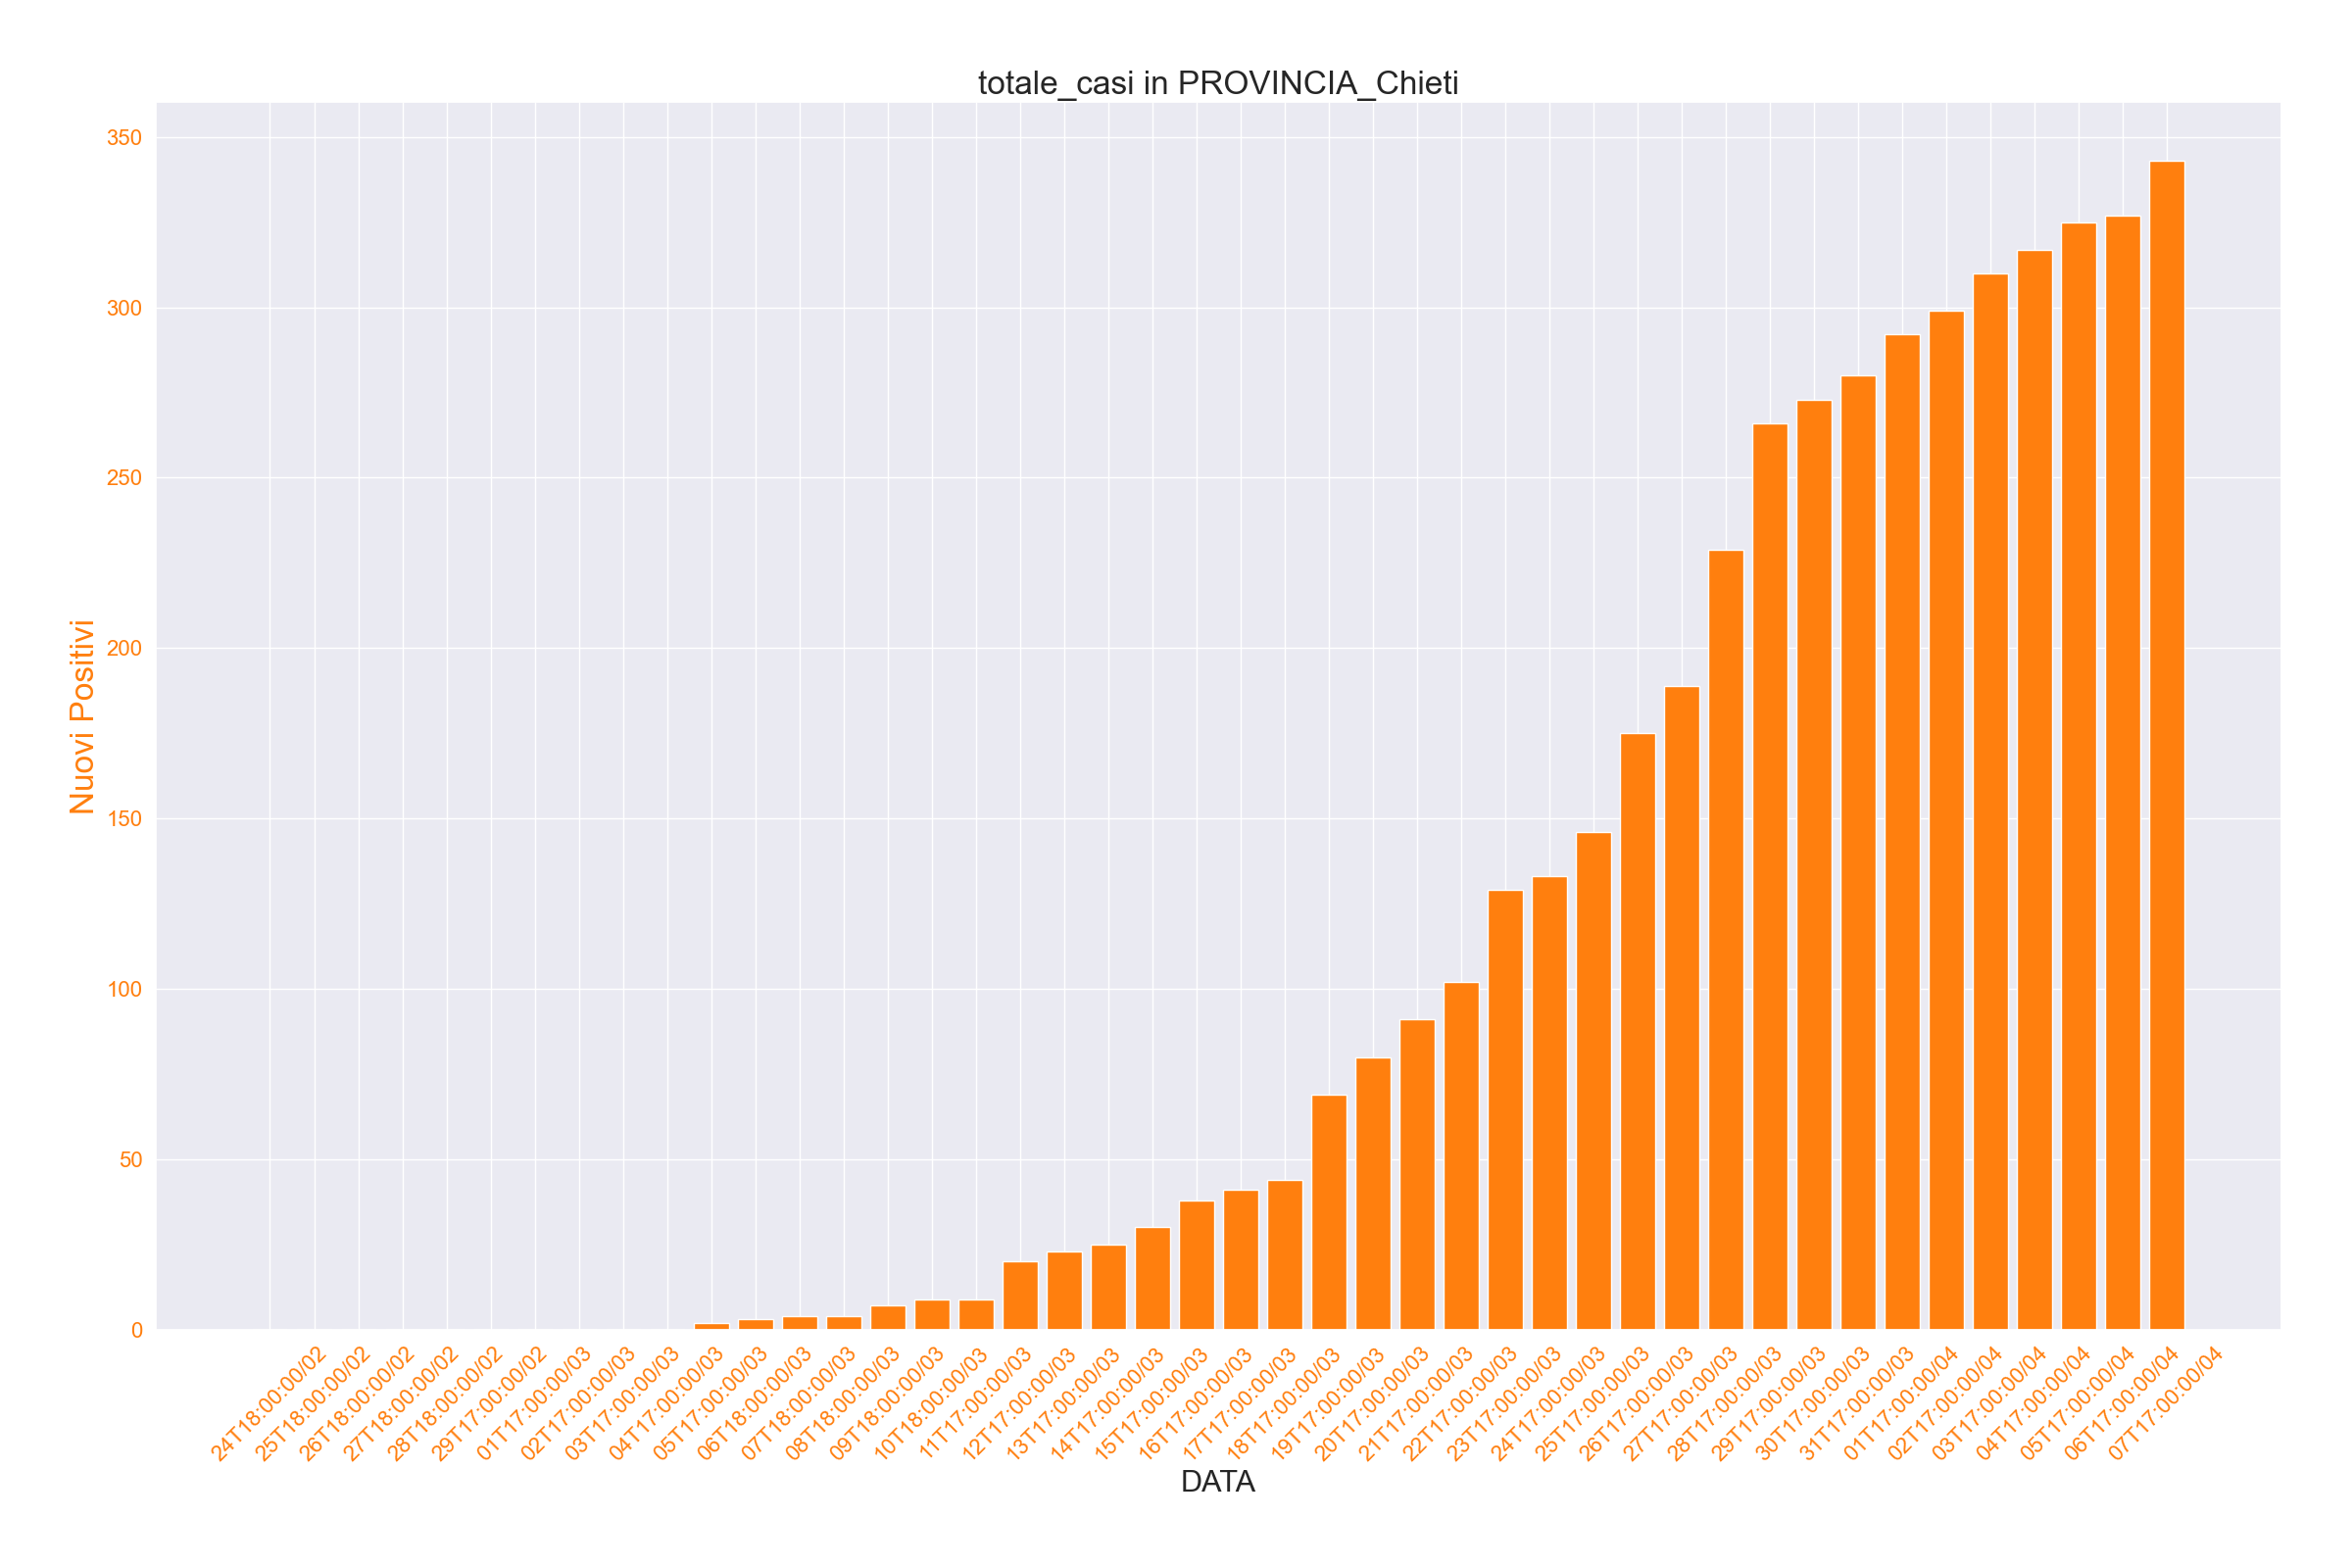 totale_casi in PROVINCIA_Chieti
350
300
250
200
150
100
50
0
Nuovi Positivi
24T18:00:00/02
25T18:00:00/02
26T18:00:00/02
27T18:00:00/02
28T18:00:00/02
29T17:00:00/02
01T17:00:00/03
02T17:00:00/03
03T17:00:00/03
04T17:00:00/03
05T17:00:00/03
06T18:00:00/03
07T18:00:00/03
08T18:00:00/03
09T18:00:00/03
10T18:00:00/03
11T17:00:00/03
12T17:00:00/03
13T17:00:00/03
14T17:00:00/03
15T17:00:00/03
16T17:00:00/03
17T17:00:00/03
18T17:00:00/03
19T17:00:00/03
20T17:00:00/03
21T17:00:00/03
22T17:00:00/03
23T17:00:00/03
24T17:00:00/03
25T17:00:00/03
26T17:00:00/03
27T17:00:00/03
28T17:00:00/03
29T17:00:00/03
30T17:00:00/03
31T17:00:00/03
01T17:00:00/04
02T17:00:00/04
03T17:00:00/04
04T17:00:00/04
05T17:00:00/04
06T17:00:00/04
07T17:00:00/04
DATA